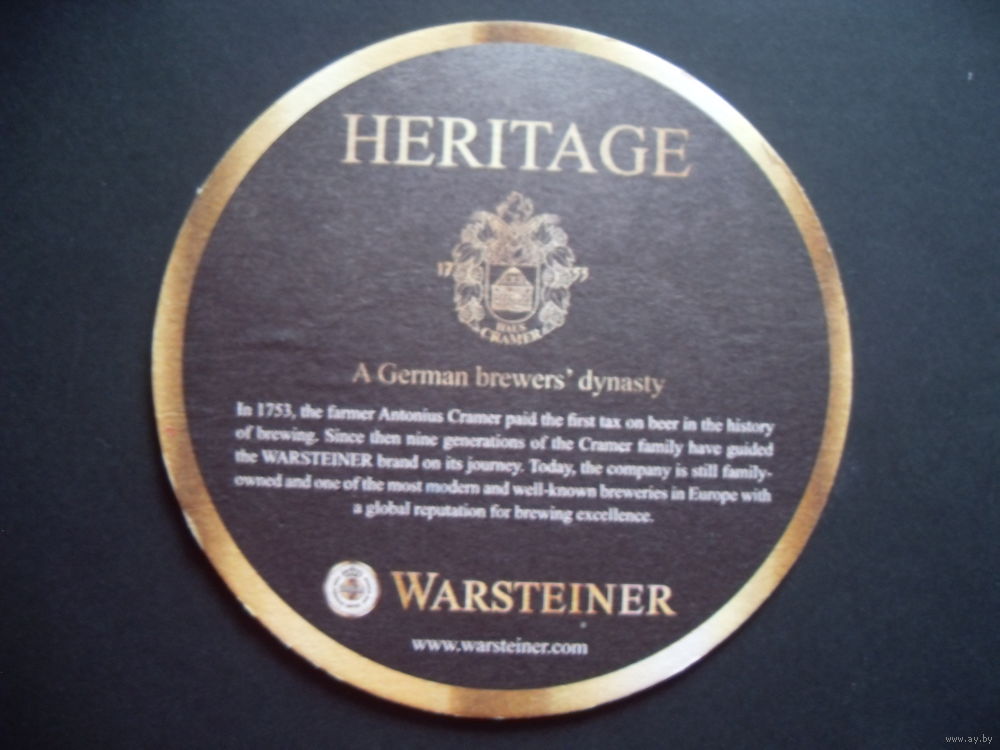 HERITAGE
17 53
HAUS
CRAMER
A German brewers' dynasty
In 1753, the farmer Antonius Cramer paid the first tax on beer in the history
of brewing. Since then nine generations of the Cramer family have guided
the WARSTEINER brand on its journey. Today, the company is still family-
owned and one of the most modern and well-known breweries in Europe with
a global reputation for brewing excellence.
WARSTEINER
www.warsteiner.com
www.ay.by